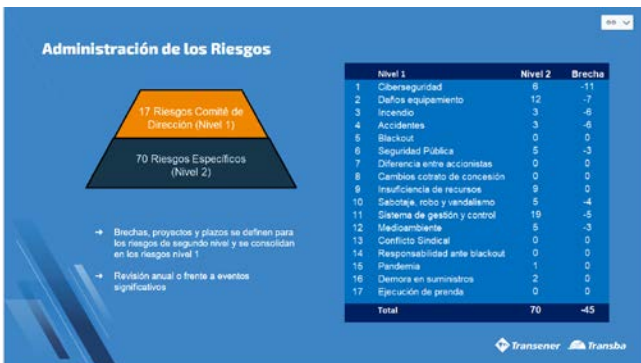 Administración de los Riesgos
17 Riesgos Comité de
Dirección (Nivel 1)
70 Riesgos Específicos
(Nivel 2)
→ Brechas, proyectos y plazos se definen para
los riesgos de segundo nivel y se consolidan
en los riesgos nivel 1
→ Revisión anual o frente a eventos
significativos
Nivel 1 Nivel 2 Brecha
1 Ciberseguridad 6 -11
2 Daños equipamiento 12 -7
3 Incendio 3 -6
4 Accidentes 3 -6
5 Blackout 0 0
6 Seguridad Pública 5 -3
7 Diferencia entre accionistas 0 0
8 Cambios cotrato de concesión 0 0
9 Insuficiencia de recursos 9 0
10 Sabotaje, robo y vandalismo 5 -4
11 Sistema de gestión y control 19 -5
12 Medioambiente 5 -3
13 Conflicto Sindical 0 0
14 Responsabilidad ante blackout 0 0
15 Pandemia 1 0
16 Demora en suministros 2 0
17 Ejecución de prenda 0 0
Total 70 -45
Transener Transba